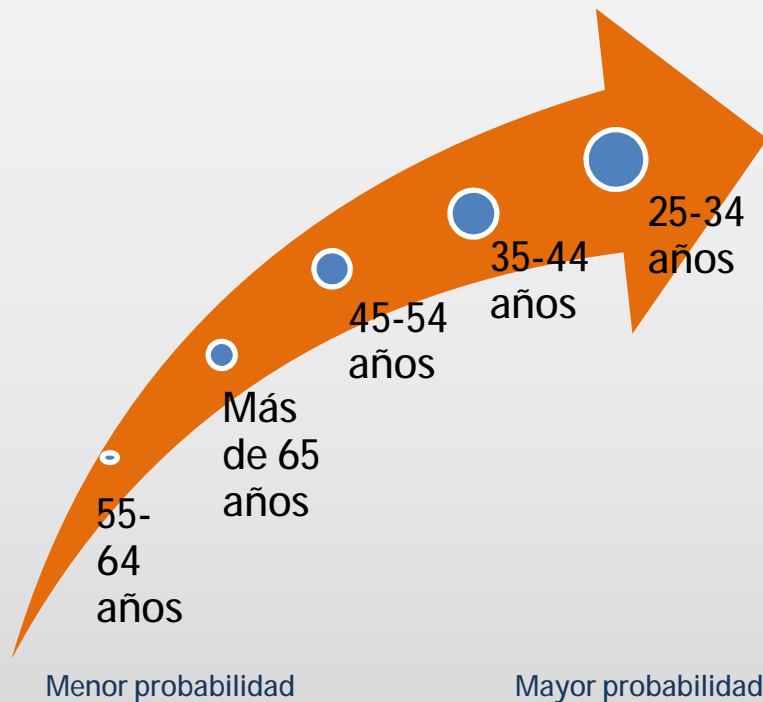 25-34
años
35-44
años
45-54
años
Más
de 65
años
55-
64
años
Menor probabilidad
Mayor probabilidad